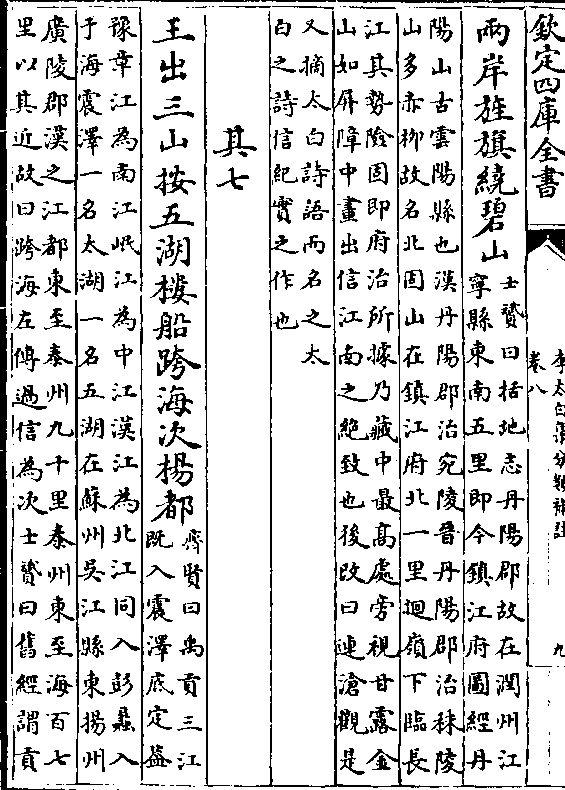 欽定四庫全書
李太白集分類補註
卷八
九
兩岸旌旗繞碧山
士贇曰括地志丹陽郡故在潤州江
寧縣東南五里即今鎮江府圖經丹
陽山古雲陽縣也漢丹陽郡治宛陵晉丹陽郡治秣陵
山多赤柳故名北固山在鎮江府北一里迴嶺下臨長
江其勢險固即府治所據乃藏中最高處旁視甘露金
山如屏障中畫出信江南之絕致也後改曰連滄觀是
又摘太白詩語而名之太
白之詩信紀實之作也
其七
王出三山按五湖樓船跨海次楊都
齊賢曰禹貢三江
既入震澤底定蓋
豫章江為南江岷江為中江漢江為北江同入彭蠡入
于海震澤一名太湖一名五湖在蘇州吳江縣東揚州
廣陵郡漢之江都東至泰州九十里泰州東至海百七
里以其近故曰跨海左傳過信為次士贇曰舊經謂貢